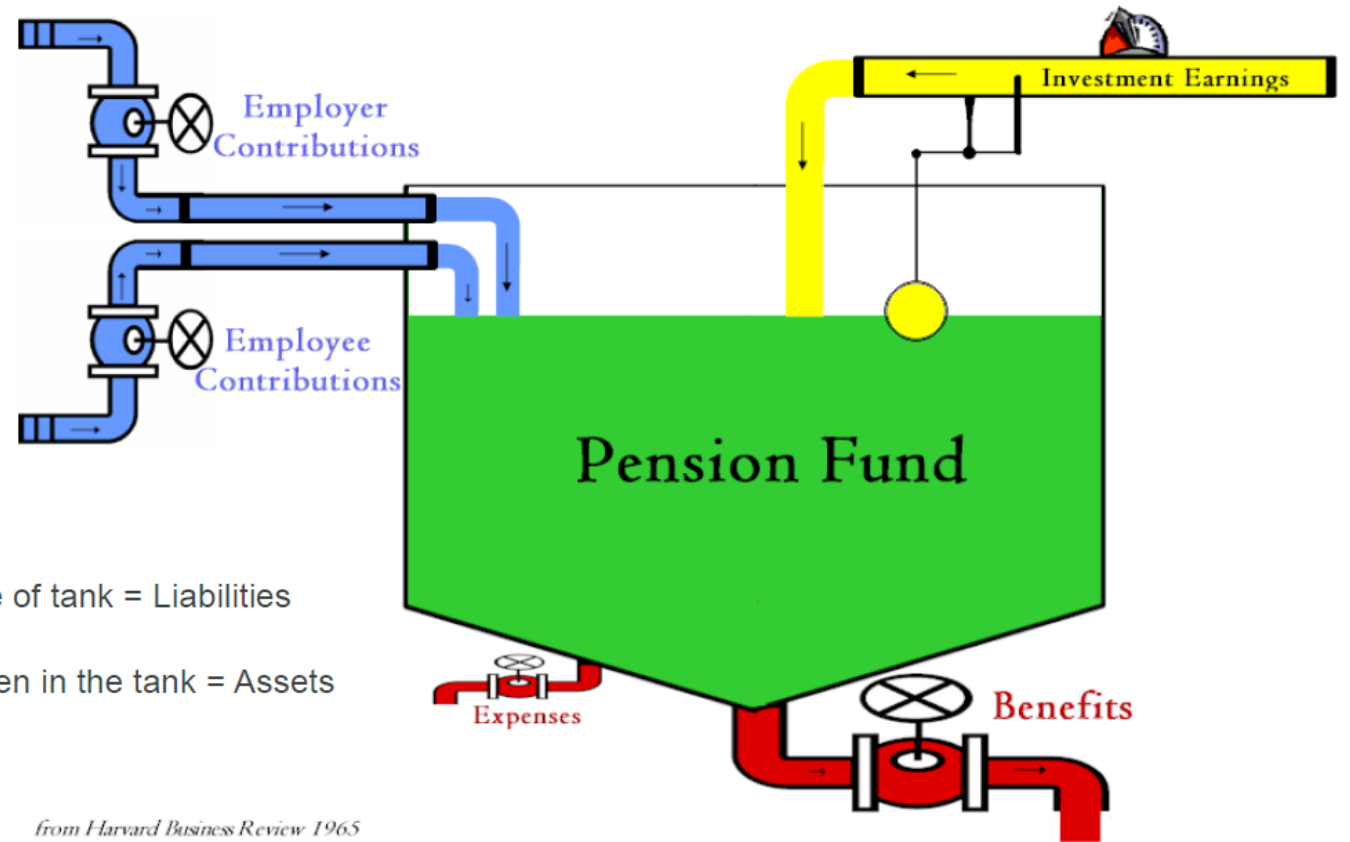 Employer
Contributions
Investment Earnings
Employee
Contributions
Pension Fund
of tank = Liabilities
in the tank = Assets
Expenses
Benefits
from Harvard Business Review 1965